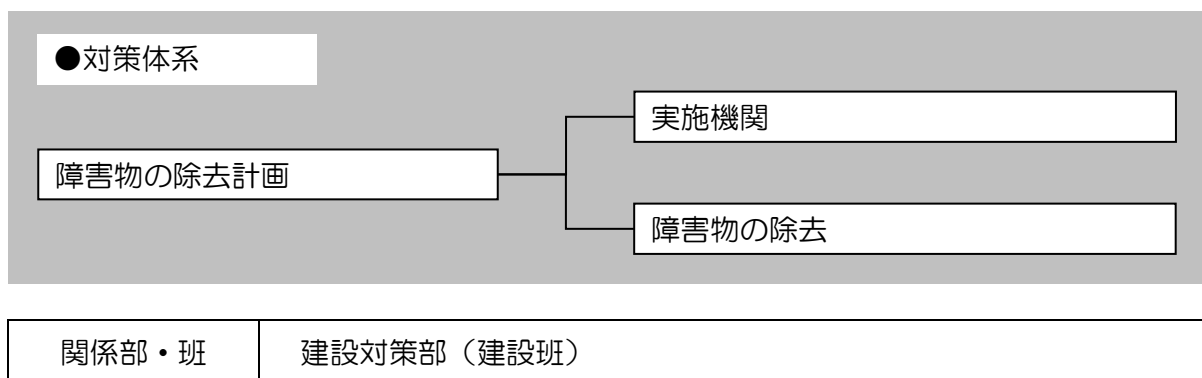 ●対策体系
実施機関
障害物の除去計画
障害物の除去
関係部・班
建設対策部（建設班）